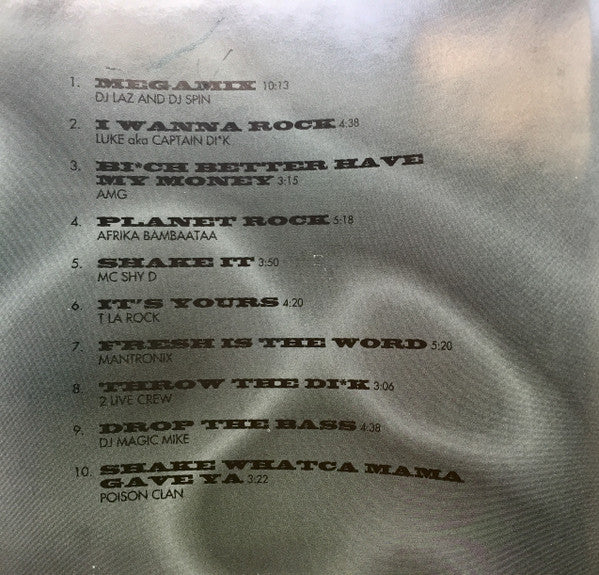 1. MEGAMIX 10:13
DJ LAZ AND DJ SPIN
2. I WANNA ROCK 4:38
LUKE aka CAPTAIN DI*K
3. BI*CH BETTER HAVE
MY MONEY 3:15
AMG
4. PLANET ROCK 5:18
AFRIKA BAMBAATAA
5. SHAKE IT 3:50
MC SHY D
6. IT'S YOURS 4:20
T LA ROCK
7. FRESH IS THE WORD 5:20
MANTRONIX
8. THROW THE DI*K 3:06
2 LIVE CREW
9. DROP THE BASS 4:38
DJ MAGIC MIKE
10. SHAKE WHATCA MAMA
GAVE YA 3:22
POISON CLAN